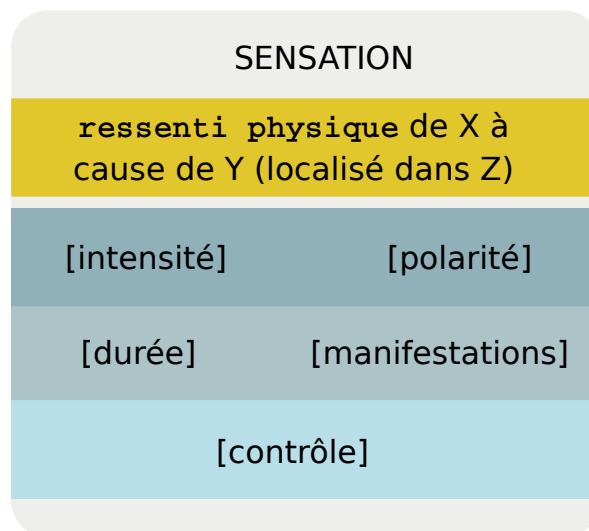 SENSATION
ressenti physique de X à
cause de Y (localisé dans Z)
[intensité] [polarité]
[durée] [manifestations]
[contrôle]